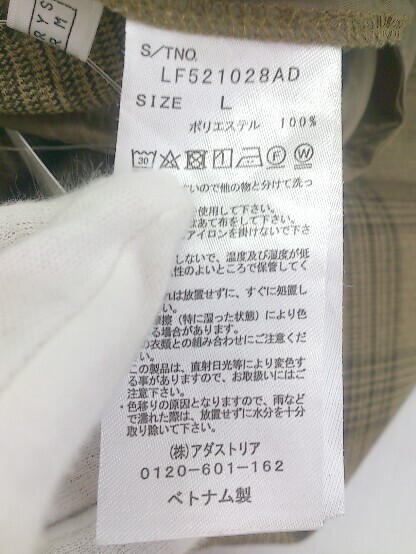 S/TNO.
LF521028AD
SIZE L
ポリエステル 100%
30
いので他の物と分けて洗っ
使用して下さい。
あて布をして下さい。
アイロンを掛けないで下さ
しないで、温度及び湿度が低
性のよいところで保管してく
れは放置せずに、すぐに処置し
い。
摩擦(特に湿った状態)により色
る場合があります。
の衣類との組み合わせにご注意くだ
い。
この製品は、直射日光等により変色す
る事がありますので、お取扱いにはご
注意下さい。
・色移りの原因となりますので、雨など
で濡れた際は、放置せずに水分を十分
取り除いて下さい。
(株)アダストリア
0120-601-162
ベトナム製